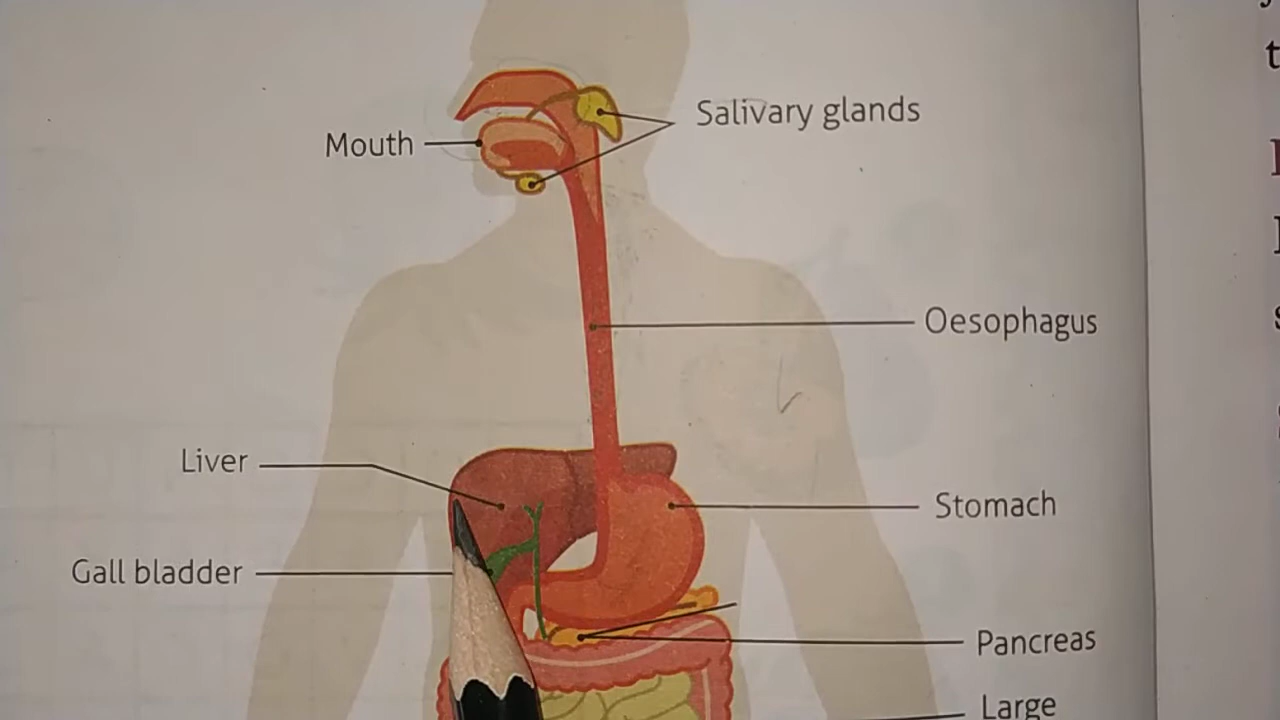 Salivary glands
Mouth
Oesophagus
Liver
Stomach
Gall bladder
Pancreas
Large